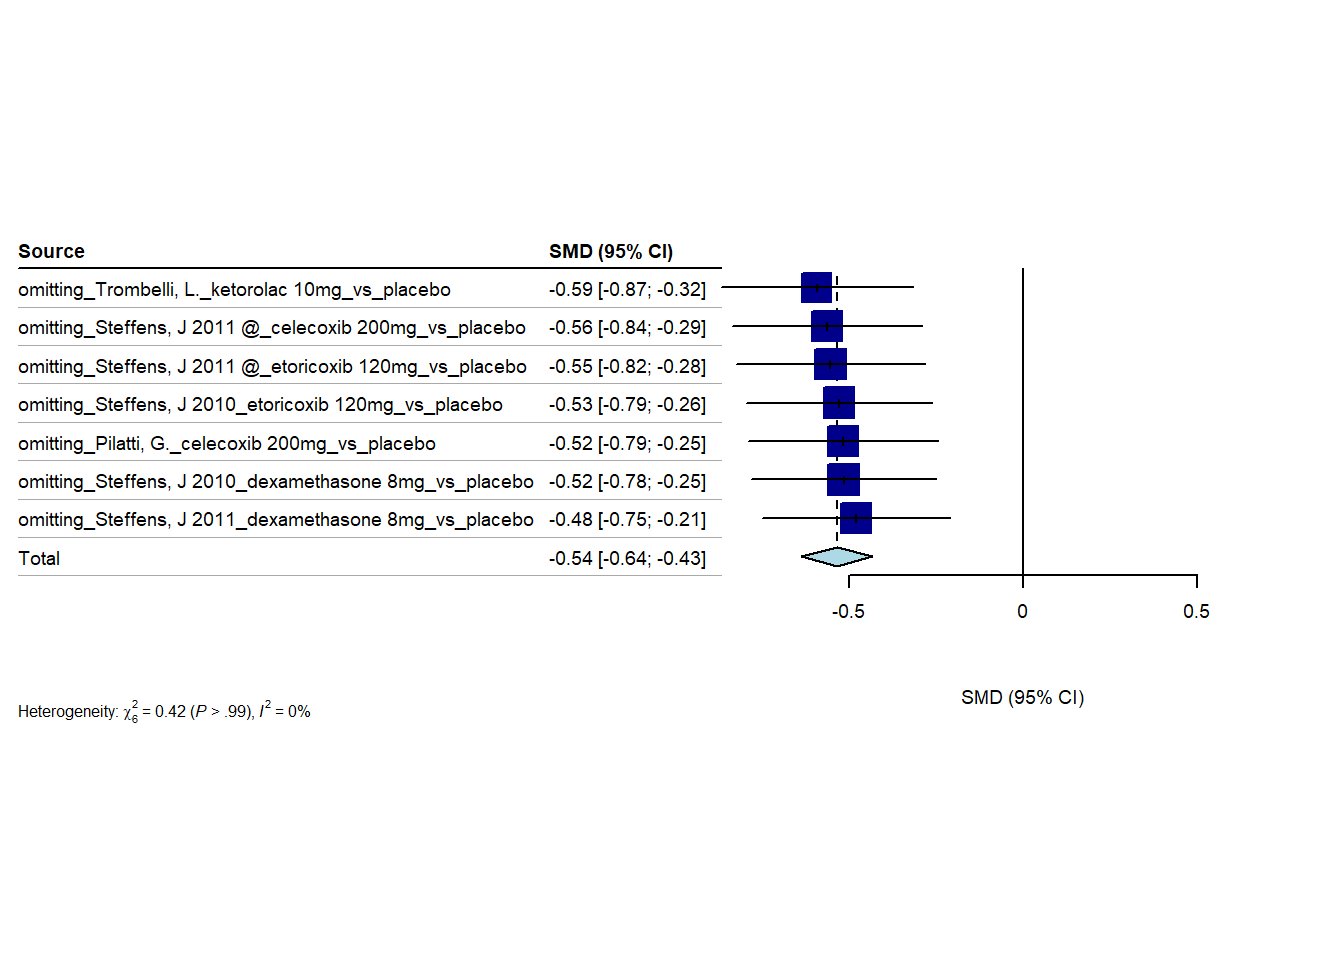 Source SMD (95% CI)
omitting_Trombelli, L._ketorolac 10mg_vs_placebo -0.59 [-0.87; -0.32]
omitting_Steffens, J 2011 @_celecoxib 200mg_vs_placebo -0.56 [-0.84; -0.29]
omitting_Steffens, J 2011 @_etoricoxib 120mg_vs_placebo -0.55 [-0.82; -0.28]
omitting_Steffens, J 2010_etoricoxib 120mg_vs_placebo -0.53 [-0.79; -0.26]
omitting_Pilatti, G._celecoxib 200mg_vs_placebo -0.52 [-0.79; -0.25]
omitting_Steffens, J 2010_dexamethasone 8mg_vs_placebo -0.52 [-0.78; -0.25]
omitting_Steffens, J 2011_dexamethasone 8mg_vs_placebo -0.48 [-0.75; -0.21]
Total -0.54 [-0.64; -0.43]
-0.5 0 0.5
SMD (95% CI)
Heterogeneity: χ²₆ = 0.42 (P > .99), I² = 0%